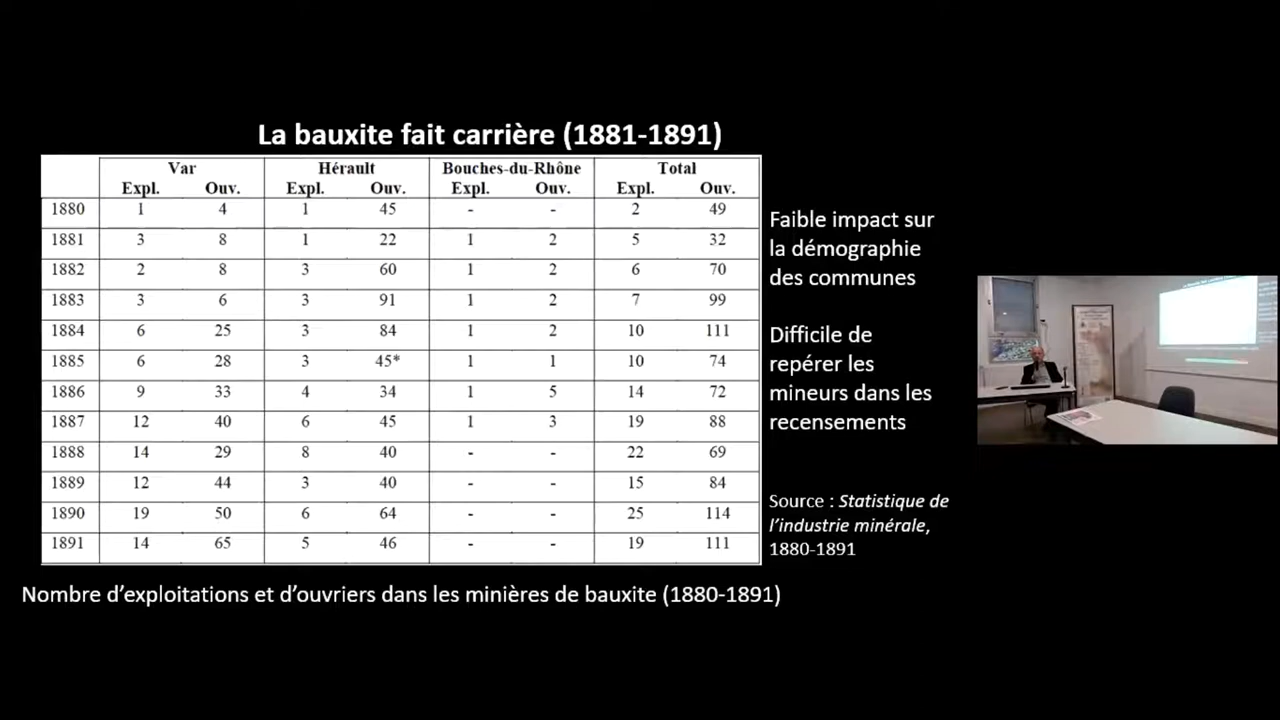 La bauxite fait carrière (1881-1891)
Var Hérault Bouches-du-Rhône Total
Expl. Ouv. Expl. Ouv. Expl. Ouv. Expl. Ouv.
1880 1 4 1 45 - - 2 49
1881 3 8 1 22 1 2 5 32
1882 2 8 3 60 1 2 6 70
1883 3 6 3 91 1 2 7 99
1884 6 25 3 84 1 2 10 111
1885 6 28 3 45* 1 1 10 74
1886 9 33 4 34 1 5 14 72
1887 12 40 6 45 1 3 19 88
1888 14 29 8 40 - - 22 69
1889 12 44 3 40 - - 15 84
1890 19 50 6 64 - - 25 114
1891 14 65 5 46 - - 19 111
Faible impact sur
la démographie
des communes
Difficile de
repérer les
mineurs dans les
recensements
Source : Statistique de
l'industrie minérale,
1880-1891
Nombre d'exploitations et d'ouvriers dans les minières de bauxite (1880-1891)